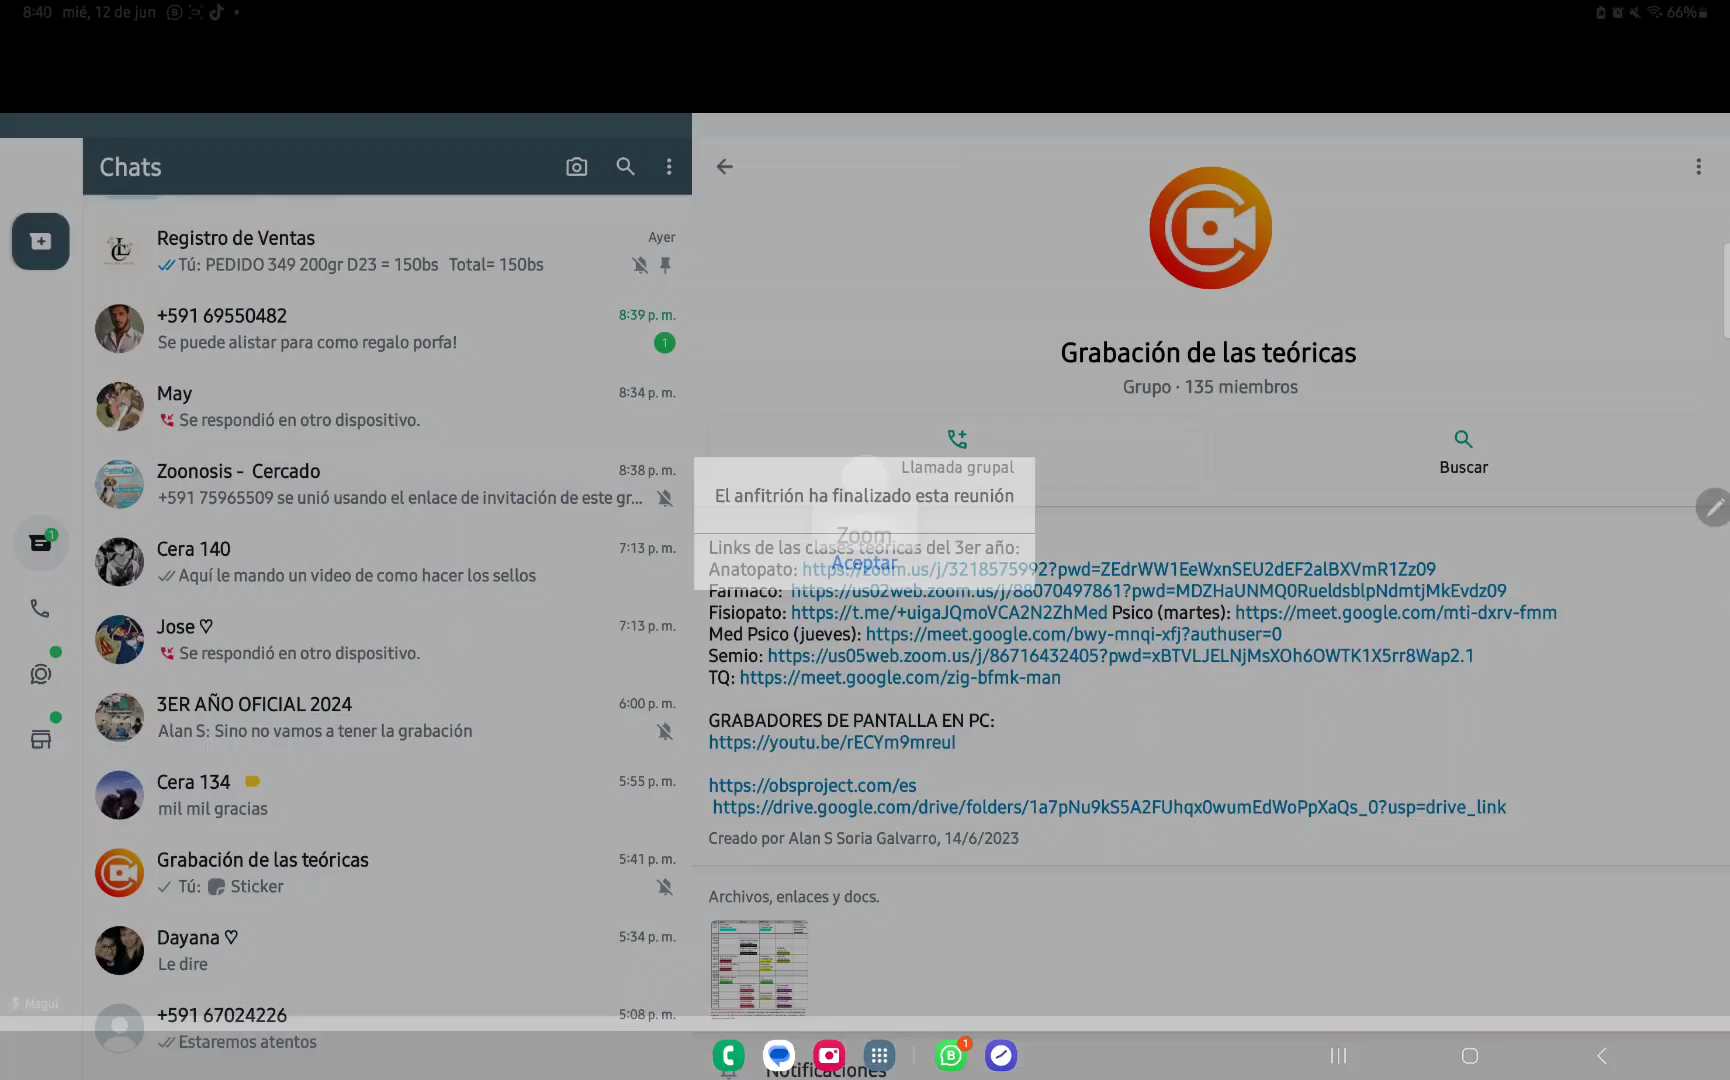 8:40 mié, 12 de jun
66%
Chats
Registro de Ventas
Ayer
Tú: PEDIDO 349 200gr D23 = 150bs Total= 150bs
+591 69550482
8:39 p. m.
Se puede alistar para como regalo porfa!
1
May
8:34 p. m.
Se respondió en otro dispositivo.
Zoonosis - Cercado
8:38 p. m.
+591 75965509 se unió usando el enlace de invitación de este gr...
1
Cera 140
7:13 p. m.
Aquí le mando un video de como hacer los sellos
Jose ♡
7:13 p. m.
Se respondió en otro dispositivo.
3ER AÑO OFICIAL 2024
6:00 p. m.
Alan S: Sino no vamos a tener la grabación
Cera 134
5:55 p. m.
mil mil gracias
Grabación de las teóricas
5:41 p. m.
Tú: Sticker
Dayana ♡
5:34 p. m.
Le dire
Magui
+591 67024226
5:08 p. m.
Estaremos atentos
Grabación de las teóricas
Grupo · 135 miembros
Llamada grupal
Buscar
El anfitrión ha finalizado esta reunión
Zoom
Aceptar
Links de las clases teóricas del 3er año:
Anatopato: https://zoom.us/j/3218575992?pwd=ZEdrWW1EeWxnSEU2dEF2alBXVmR1Zz09
Farmaco: https://us02web.zoom.us/j/88070497861?pwd=MDZHaUNMQ0RueldsblpNdmtjMkEvdz09
Fisiopato: https://t.me/+uigaJQmoVCA2N2ZhMed Psico (martes): https://meet.google.com/mti-dxrv-fmm
Med Psico (jueves): https://meet.google.com/bwy-mnqi-xfj?authuser=0
Semio: https://us05web.zoom.us/j/86716432405?pwd=xBTVLJELNjMsXOh6OWTK1X5rr8Wap2.1
TQ: https://meet.google.com/zig-bfmk-man
GRABADORES DE PANTALLA EN PC:
https://youtu.be/rECYm9mreuI
https://obsproject.com/es
https://drive.google.com/drive/folders/1a7pNu9kS5A2FUhqx0wumEdWoPpXaQs_0?usp=drive_link
Creado por Alan S Soria Galvarro, 14/6/2023
Archivos, enlaces y docs.
Notificaciones
1